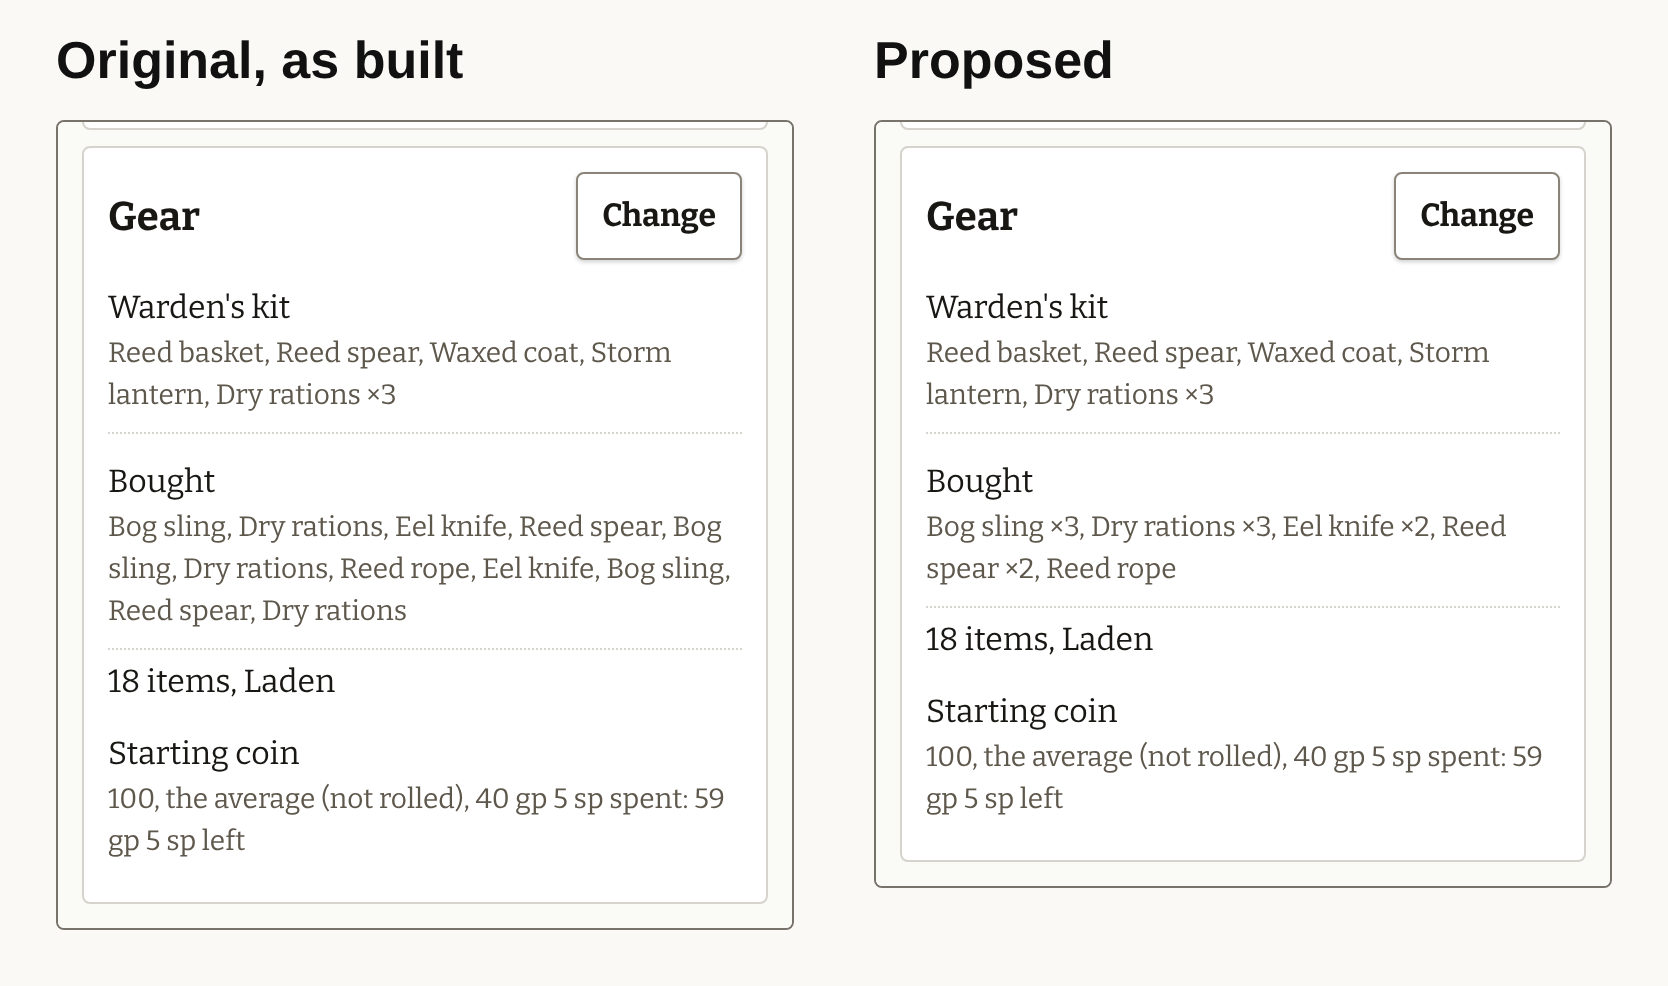 Original, as built
Gear
Change
Warden's kit
Reed basket, Reed spear, Waxed coat, Storm
lantern, Dry rations ×3
Bought
Bog sling, Dry rations, Eel knife, Reed spear, Bog
sling, Dry rations, Reed rope, Eel knife, Bog sling,
Reed spear, Dry rations
18 items, Laden
Starting coin
100, the average (not rolled), 40 gp 5 sp spent: 59
gp 5 sp left
Proposed
Gear
Change
Warden's kit
Reed basket, Reed spear, Waxed coat, Storm
lantern, Dry rations ×3
Bought
Bog sling ×3, Dry rations ×3, Eel knife ×2, Reed
spear ×2, Reed rope
18 items, Laden
Starting coin
100, the average (not rolled), 40 gp 5 sp spent: 59
gp 5 sp left